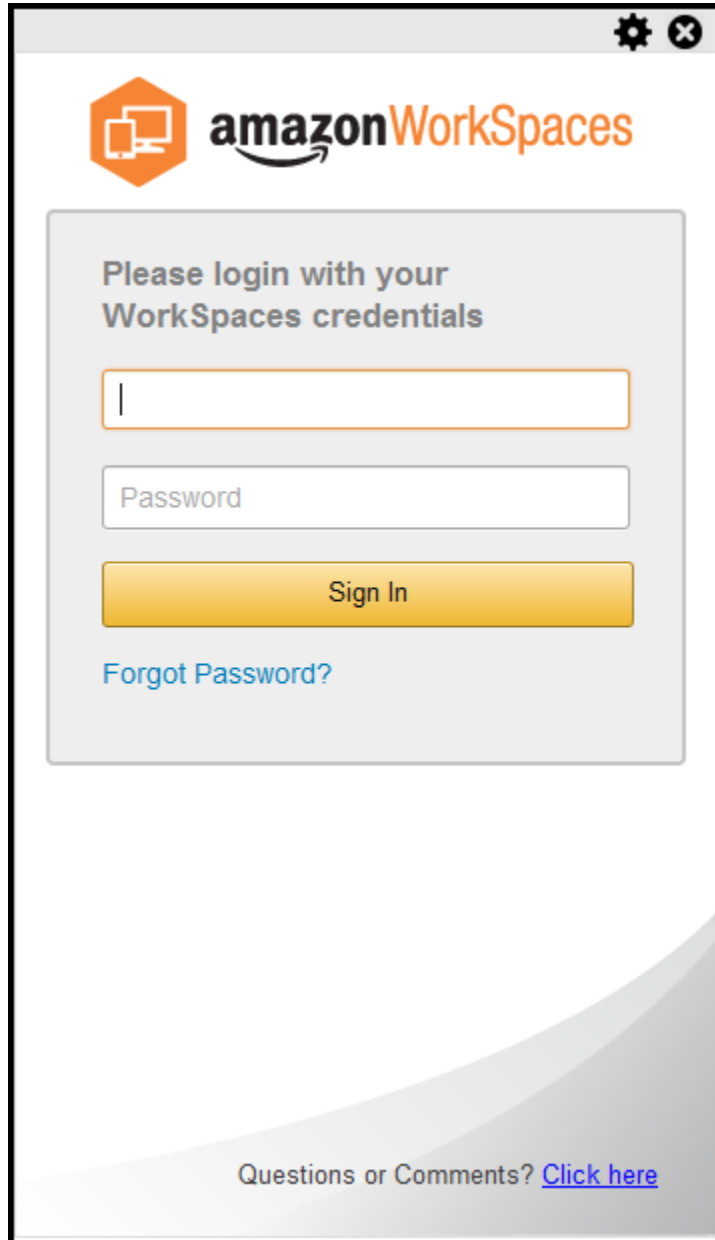 amazonWorkSpaces
Please login with your
WorkSpaces credentials
Password
Sign In
Forgot Password?
Questions or Comments? Click here